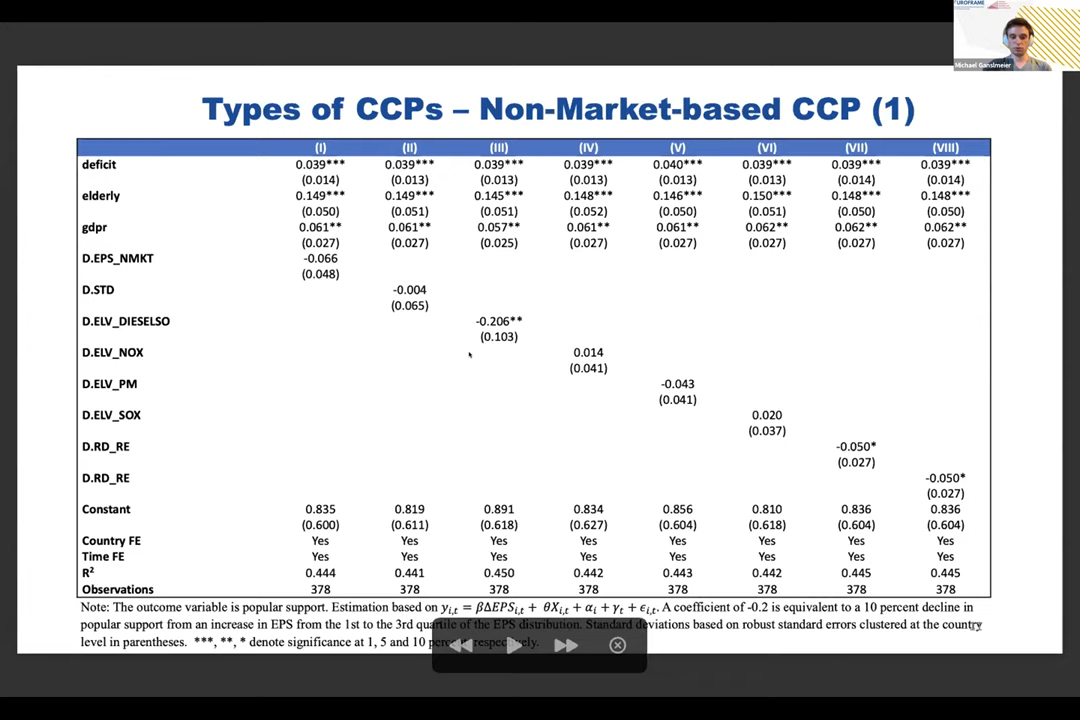 EUROFRAME
Michael Ganslmeier
Types of CCPs – Non-Market-based CCP (1)
(I) (II) (III) (IV) (V) (VI) (VII) (VIII)
deficit 0.039*** 0.039*** 0.039*** 0.039*** 0.040*** 0.039*** 0.039*** 0.039***
(0.014) (0.013) (0.013) (0.013) (0.013) (0.013) (0.014) (0.014)
elderly 0.149*** 0.149*** 0.145*** 0.148*** 0.146*** 0.150*** 0.148*** 0.148***
(0.050) (0.051) (0.051) (0.052) (0.050) (0.051) (0.050) (0.050)
gdpr 0.061** 0.061** 0.057** 0.061** 0.061** 0.062** 0.062** 0.062**
(0.027) (0.027) (0.025) (0.027) (0.027) (0.027) (0.027) (0.027)
D.EPS_NMKT -0.066
(0.048)
D.STD -0.004
(0.065)
D.ELV_DIESELSO -0.206**
(0.103)
D.ELV_NOX 0.014
(0.041)
D.ELV_PM -0.043
(0.041)
D.ELV_SOX 0.020
(0.037)
D.RD_RE -0.050*
(0.027)
D.RD_RE -0.050*
(0.027)
Constant 0.835 0.819 0.891 0.834 0.856 0.810 0.836 0.836
(0.600) (0.611) (0.618) (0.627) (0.604) (0.618) (0.604) (0.604)
Country FE Yes Yes Yes Yes Yes Yes Yes Yes
Time FE Yes Yes Yes Yes Yes Yes Yes Yes
R² 0.444 0.441 0.450 0.442 0.443 0.442 0.445 0.445
Observations 378 378 378 378 378 378 378 378
Note: The outcome variable is popular support. Estimation based on 𝑦ᵢ,ₜ = βΔEPSᵢ,ₜ + θXᵢ,ₜ + αᵢ + γₜ + ϵᵢ,ₜ. A coefficient of -0.2 is equivalent to a 10 percent decline in
popular support from an increase in EPS from the 1st to the 3rd quartile of the EPS distribution. Standard deviations based on robust standard errors clustered at the country
level in parentheses. ***, **, * denote significance at 1, 5 and 10 percent respectively.